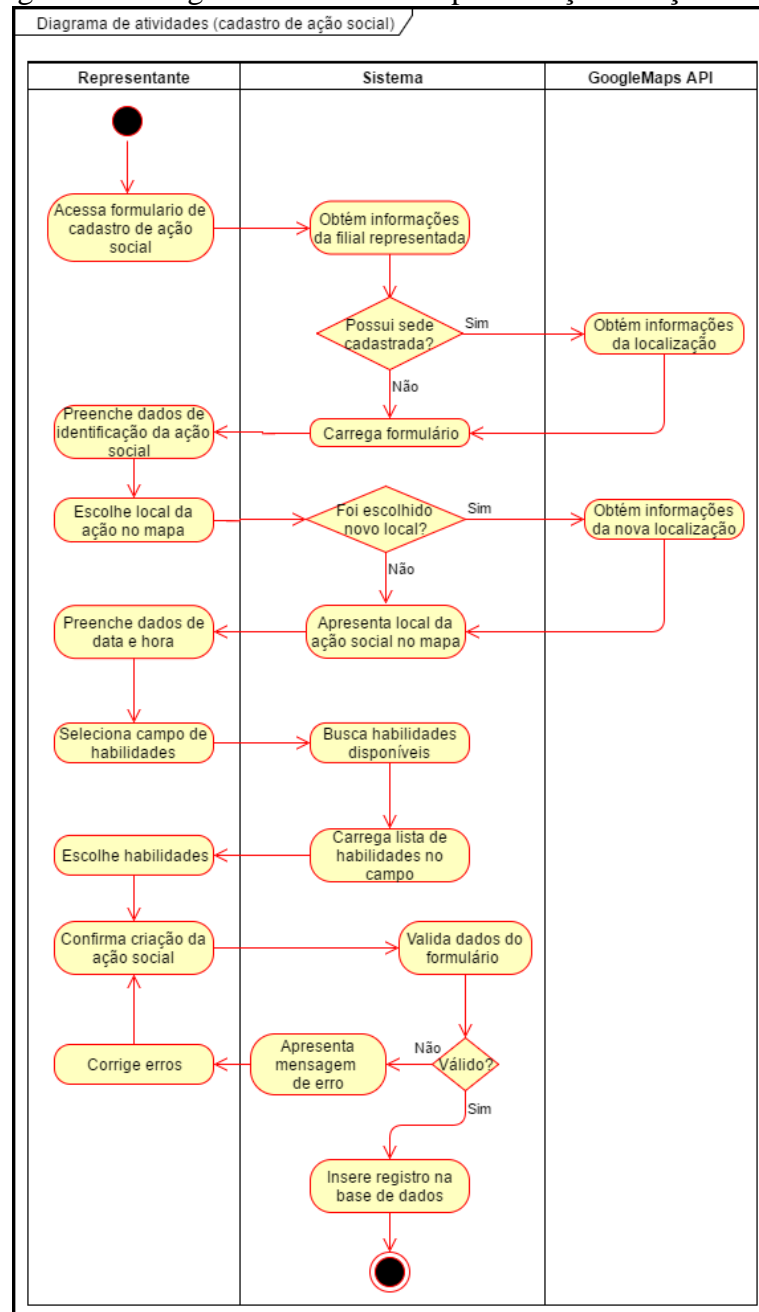 Diagrama de atividades (cadastro de ação social)
Representante
Sistema
GoogleMaps API
Acessa formulario de
cadastro de ação
social
Obtém informações
da filial representada
Possui sede
cadastrada?
Sim
Obtém informações
da localização
Não
Preenche dados de
identificação da ação
social
Carrega formulário
Escolhe local da
ação no mapa
Foi escolhido
novo local?
Sim
Obtém informações
da nova localização
Não
Preenche dados de
data e hora
Apresenta local da
ação social no mapa
Seleciona campo de
habilidades
Busca habilidades
disponíveis
Escolhe habilidades
Carrega lista de
habilidades no
campo
Confirma criação da
ação social
Valida dados do
formulário
Corrige erros
Apresenta
mensagem
de erro
Não
Válido?
Sim
Insere registro na
base de dados